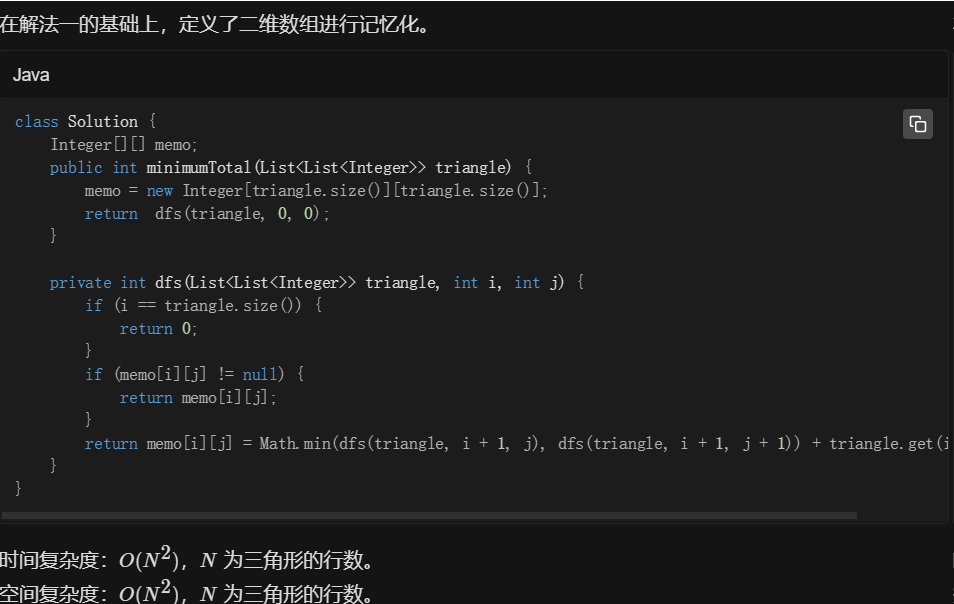 在解法一的基础上，定义了二维数组进行记忆化。
Java
class Solution {
    Integer[][] memo;
    public int minimumTotal(List<List<Integer>> triangle) {
        memo = new Integer[triangle.size()][triangle.size()];
        return  dfs(triangle, 0, 0);
    }

    private int dfs(List<List<Integer>> triangle, int i, int j) {
        if (i == triangle.size()) {
            return 0;
        }
        if (memo[i][j] != null) {
            return memo[i][j];
        }
        return memo[i][j] = Math.min(dfs(triangle, i + 1, j), dfs(triangle, i + 1, j + 1)) + triangle.get(i
    }
}
时间复杂度：O(N²)，N 为三角形的行数。
空间复杂度：O(N²)，N 为三角形的行数。